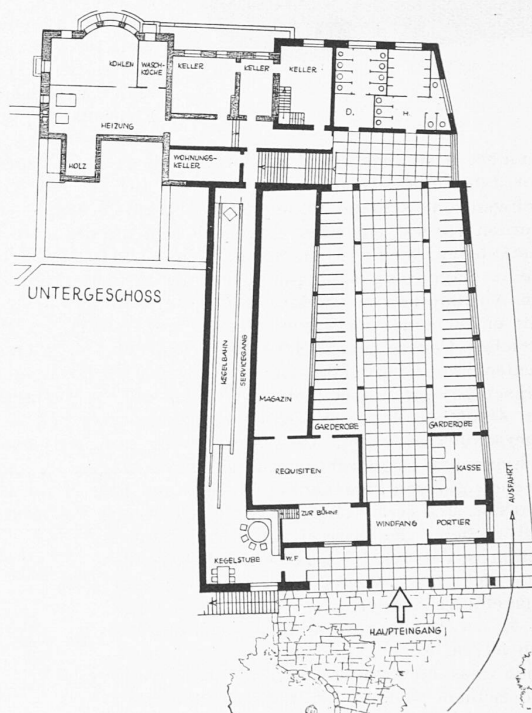 KOHLEN
WASCH-
KÜCHE
KELLER
KELLER
KELLER
D.
H.
HEIZUNG
HOLZ
WOHNUNGS-
KELLER
UNTERGESCHOSS
KEGELBAHN
SERVICEGANG
MAGAZIN
GARDEROBE
GARDEROBE
REQUISITEN
KASSE
AUSFAHRT
ZUR BÜHNE
WINDFANG
PORTIER
KEGELSTUBE
W.F.
HAUPTEINGANG